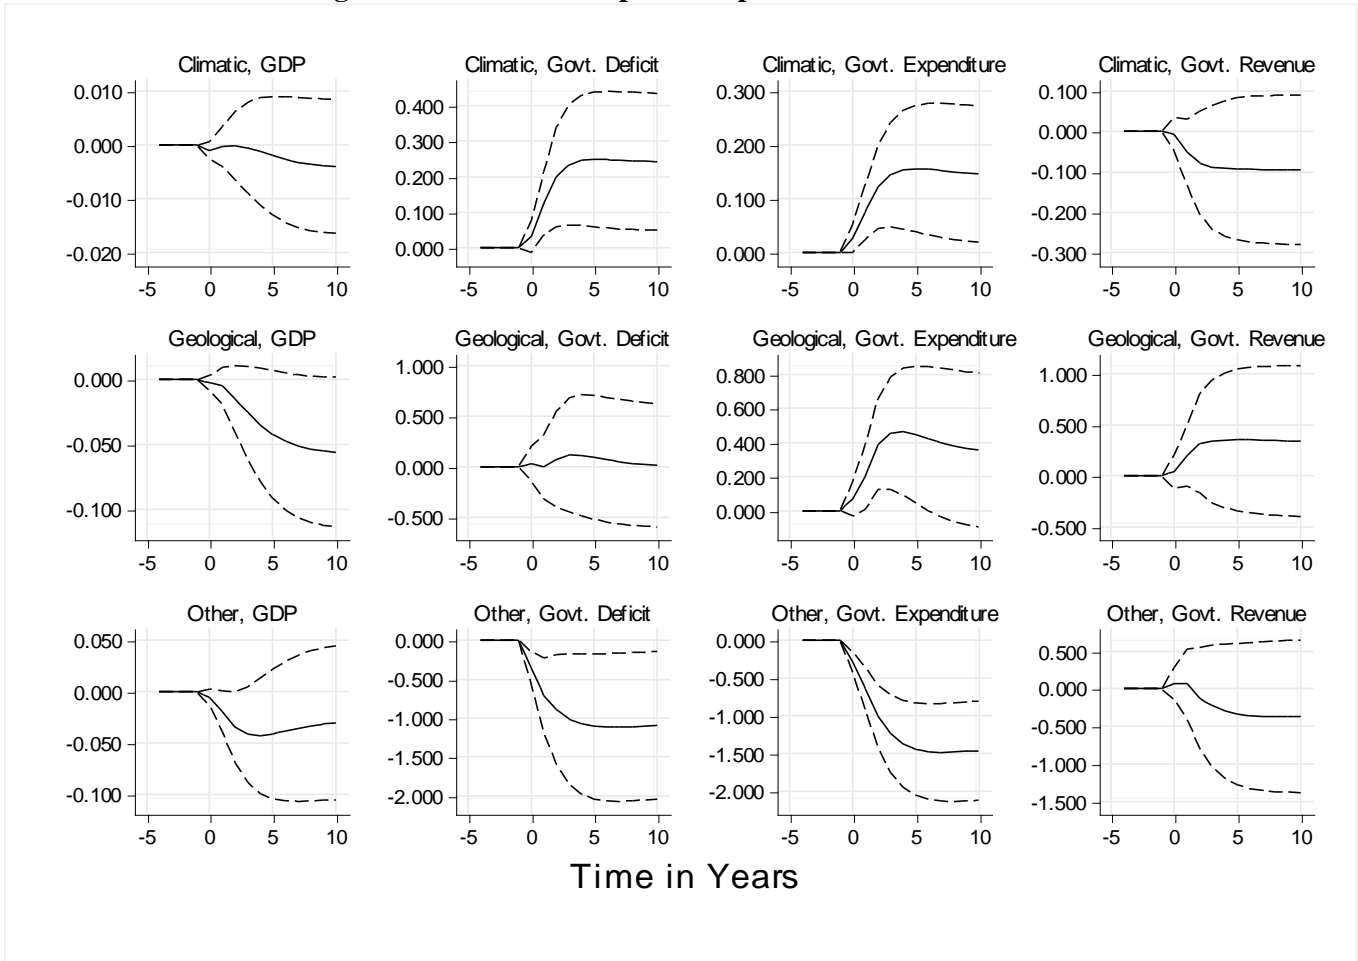 Climatic, GDP
0.010
0.000
-0.010
-0.020
-5 0 5 10
Climatic, Govt. Deficit
0.400
0.300
0.200
0.100
0.000
-5 0 5 10
Climatic, Govt. Expenditure
0.300
0.200
0.100
0.000
-5 0 5 10
Climatic, Govt. Revenue
0.100
0.000
-0.100
-0.200
-0.300
-5 0 5 10
Geological, GDP
0.000
-0.050
-0.100
-5 0 5 10
Geological, Govt. Deficit
1.000
0.500
0.000
-0.500
-5 0 5 10
Geological, Govt. Expenditure
0.800
0.600
0.400
0.200
0.000
-5 0 5 10
Geological, Govt. Revenue
1.000
0.500
0.000
-0.500
-5 0 5 10
Other, GDP
0.050
0.000
-0.050
-0.100
-5 0 5 10
Other, Govt. Deficit
0.000
-0.500
-1.000
-1.500
-2.000
-5 0 5 10
Other, Govt. Expenditure
0.000
-0.500
-1.000
-1.500
-2.000
-5 0 5 10
Other, Govt. Revenue
0.500
0.000
-0.500
-1.000
-1.500
-5 0 5 10
Time in Years